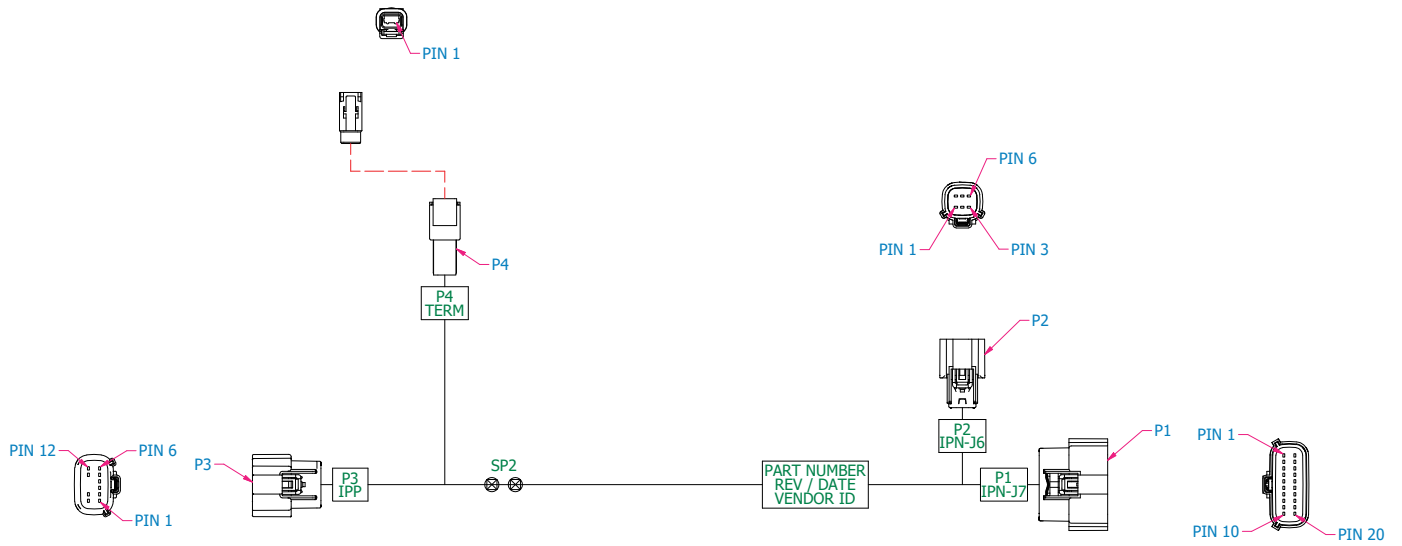 PIN 1
PIN 6
PIN 1
PIN 3
P4
P4
TERM
P2
P2
IPN-J6
PIN 12
PIN 6
PIN 1
P3
P3
IPP
SP2
PART NUMBER
REV / DATE
VENDOR ID
P1
IPN-J7
P1
PIN 1
PIN 10
PIN 20